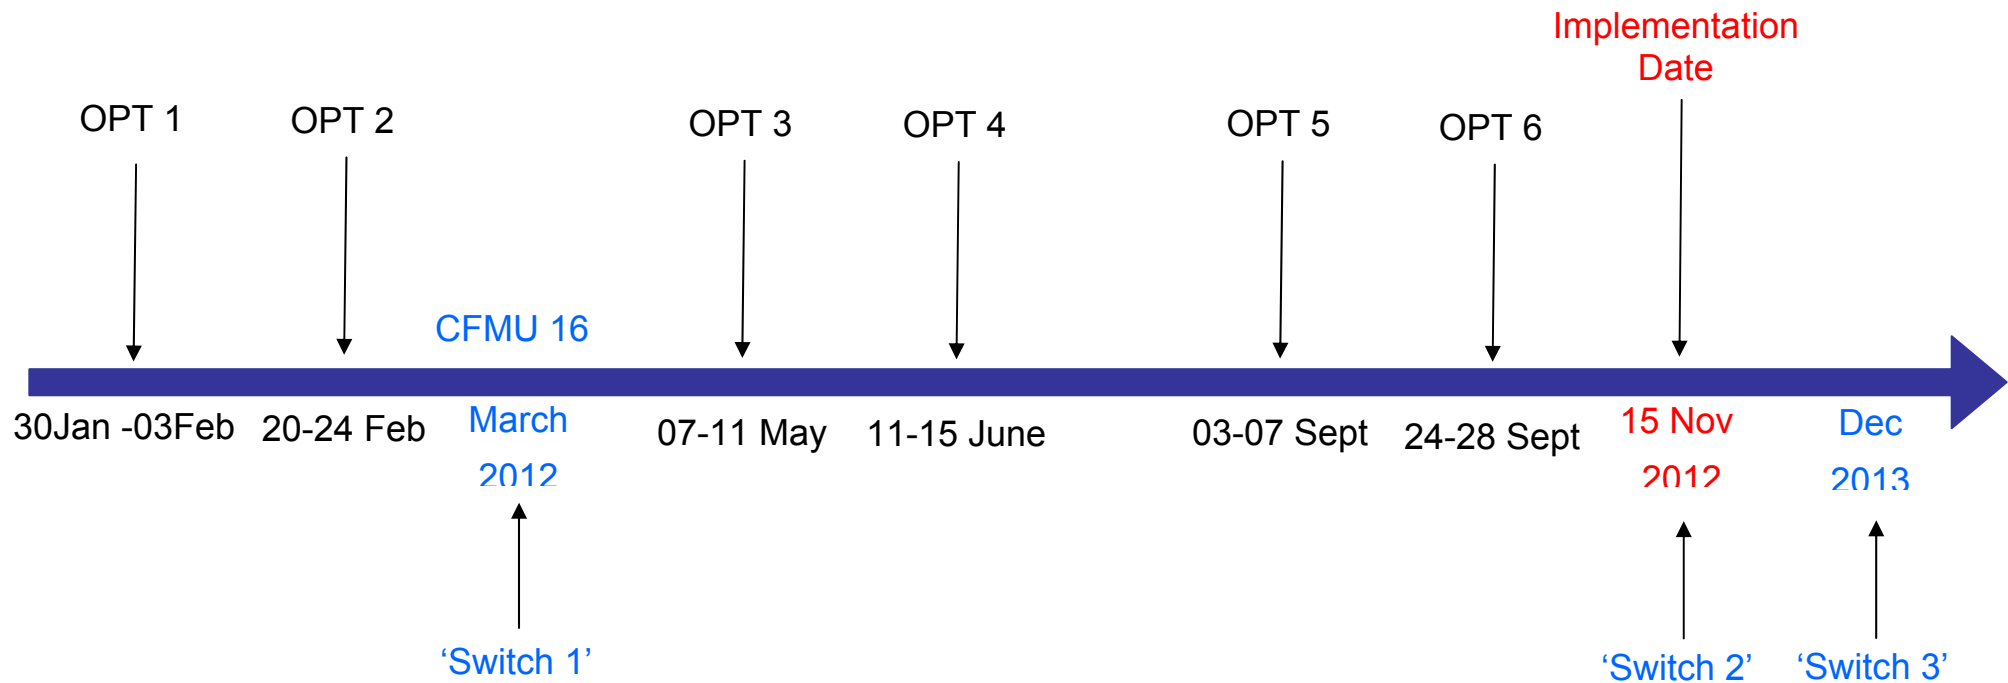 Implementation
Date
OPT 1
OPT 2
OPT 3
OPT 4
OPT 5
OPT 6
CFMU 16
30Jan -03Feb
20-24 Feb
March
2012
07-11 May
11-15 June
03-07 Sept
24-28 Sept
15 Nov
2012
Dec
2013
‘Switch 1’
‘Switch 2’
‘Switch 3’